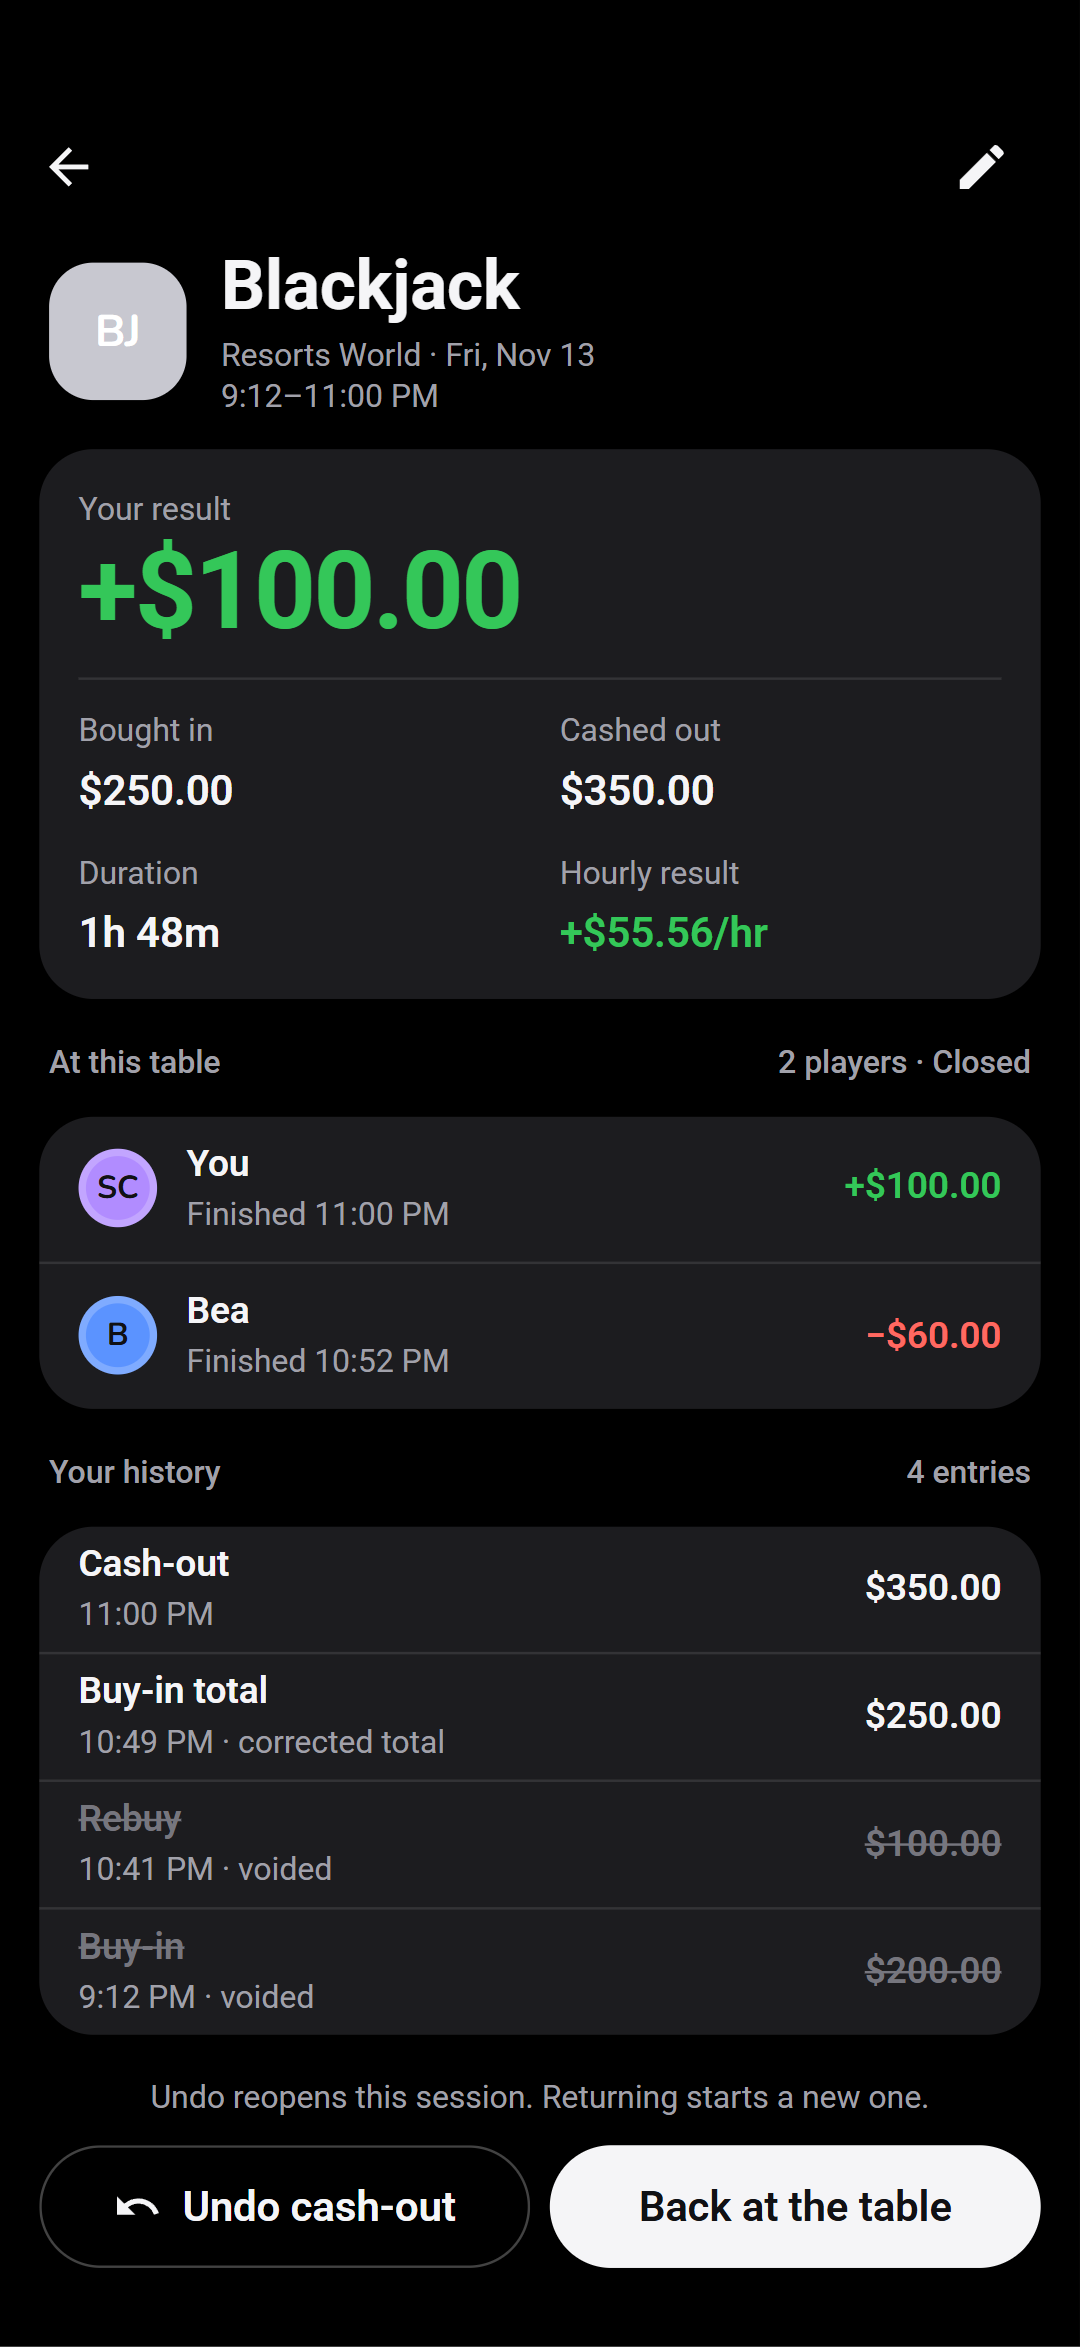 BJ
Blackjack
Resorts World · Fri, Nov 13
9:12–11:00 PM
Your result
+$100.00
Bought in
$250.00
Cashed out
$350.00
Duration
1h 48m
Hourly result
+$55.56/hr
At this table
2 players · Closed
SC
You
Finished 11:00 PM
+$100.00
B
Bea
Finished 10:52 PM
−$60.00
Your history
4 entries
Cash-out
11:00 PM
$350.00
Buy-in total
10:49 PM · corrected total
$250.00
Rebuy
10:41 PM · voided
$100.00
Buy-in
9:12 PM · voided
$200.00
Undo reopens this session. Returning starts a new one.
Undo cash-out
Back at the table